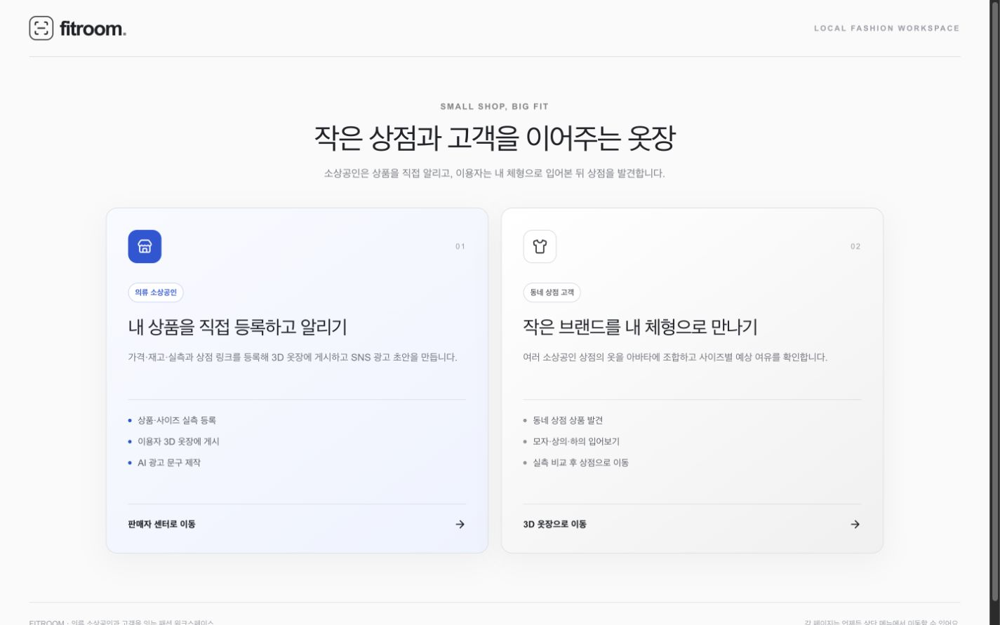 fitroom.
LOCAL FASHION WORKSPACE
SMALL SHOP, BIG FIT
작은 상점과 고객을 이어주는 옷장
소상공인은 상품을 직접 알리고, 이용자는 내 체형으로 입어본 뒤 상점을 발견합니다.
01
의류 소상공인
내 상품을 직접 등록하고 알리기
가격·재고·실측과 상점 링크를 등록해 3D 옷장에 게시하고 SNS 광고 초안을 만듭니다.
상품·사이즈 실측 등록
이용자 3D 옷장에 게시
AI 광고 문구 제작
판매자 센터로 이동
02
동네 상점 고객
작은 브랜드를 내 체형으로 만나기
여러 소상공인 상점의 옷을 아바타에 조합하고 사이즈별 예상 여유를 확인합니다.
동네 상점 상품 발견
모자·상의·하의 입어보기
실측 비교 후 상점으로 이동
3D 옷장으로 이동
FITROOM · 의류 소상공인과 고객을 잇는 패션 워크스페이스
각 페이지는 언제든 상단 메뉴에서 이동할 수 있어요